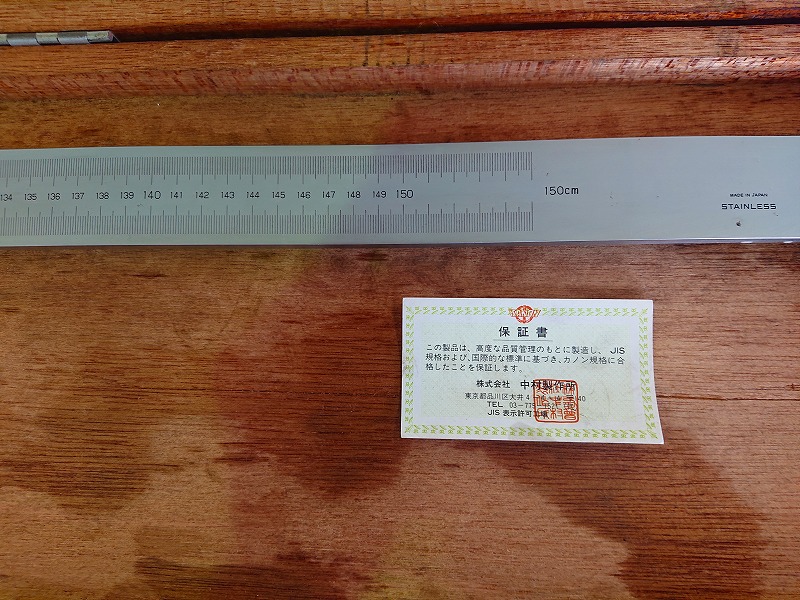 134 135 136 137 138 139 140 141 142 143 144 145 146 147 148 149 150
150cm
MADE IN JAPAN
STAINLESS
KANON
保証書
この製品は、高度な品質管理のもとに製造し、JIS
規格および、国際的な標準に基づき、カノン規格に合
格したことを保証します。
株式会社 中村製作所
東京都品川区大井4
TEL 03-775
JIS 表示許可工場